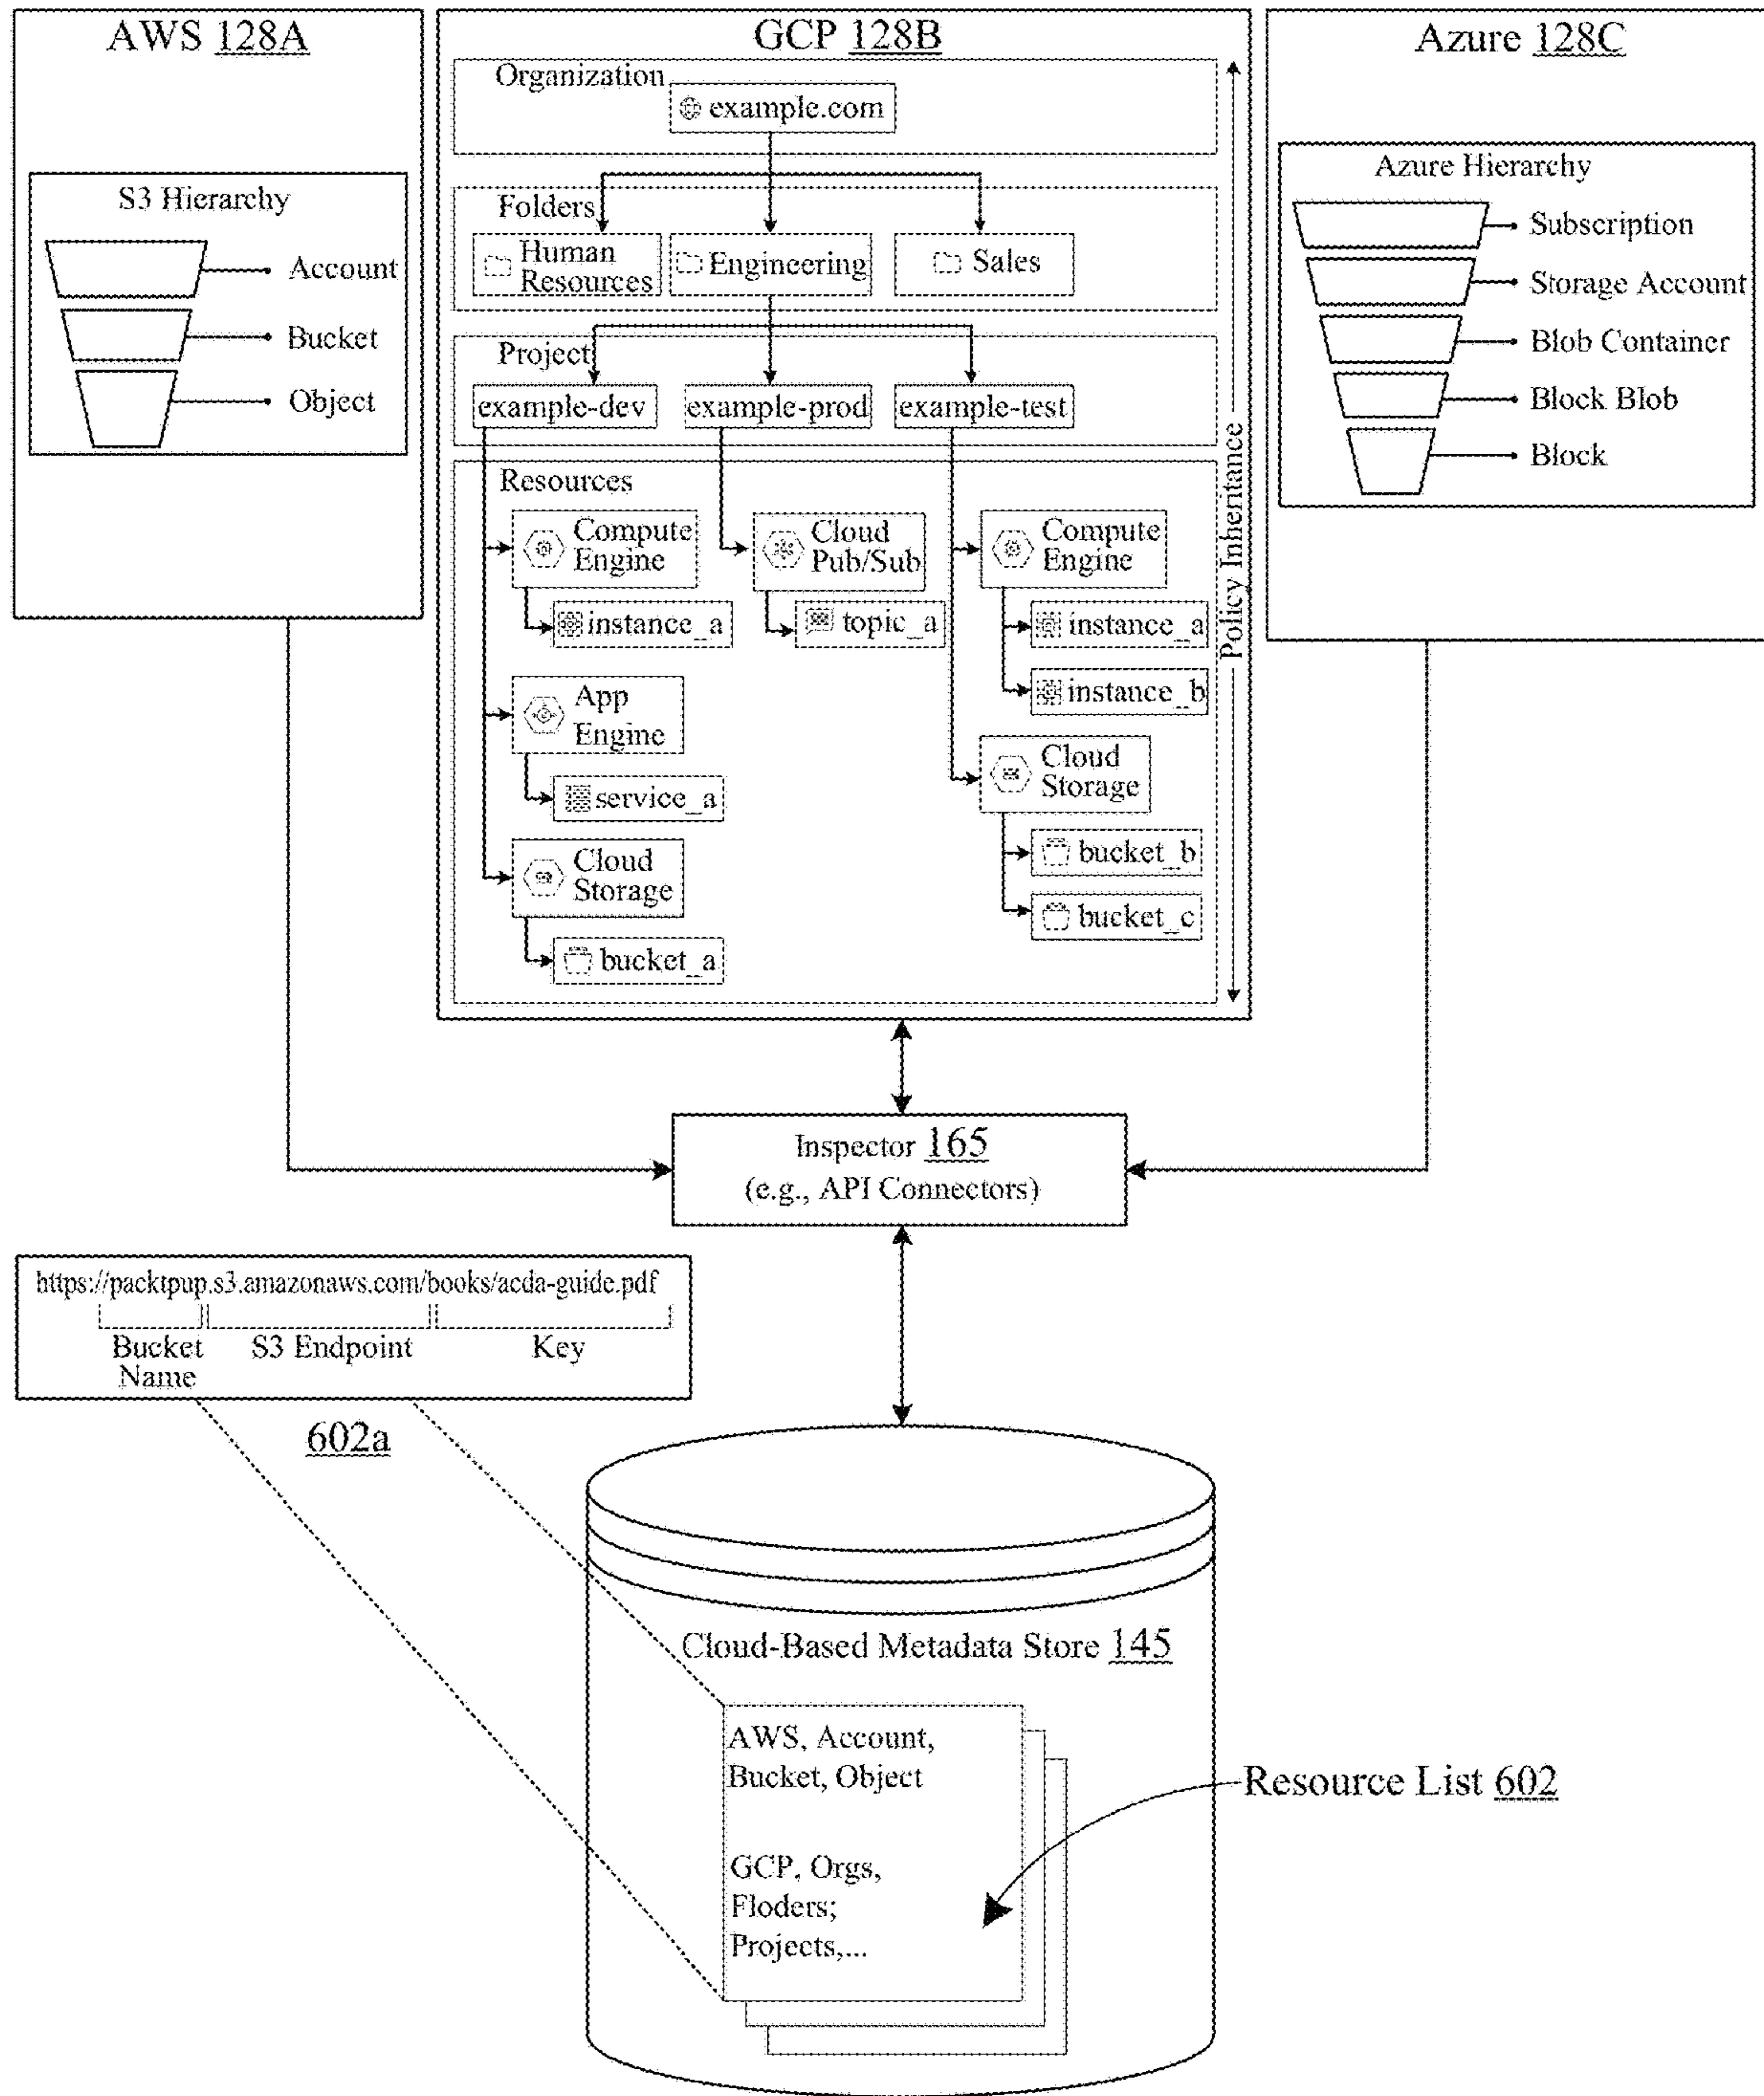 AWS 128A
S3 Hierarchy
Account
Bucket
Object
GCP 128B
Organization
example.com
Folders
Human
Resources
Engineering
Sales
Project
example-dev
example-prod
example-test
Resources
Compute
Engine
instance_a
App
Engine
service_a
Cloud
Storage
bucket_a
Cloud
Pub/Sub
topic_a
Compute
Engine
instance_a
instance_b
Cloud
Storage
bucket_b
bucket_c
Policy Inheritance
Azure 128C
Azure Hierarchy
Subscription
Storage Account
Blob Container
Block Blob
Block
Inspector 165
(e.g., API Connectors)
https://packtpup.s3.amazonaws.com/books/acda-guide.pdf
Bucket
Name
S3 Endpoint
Key
602a
Cloud-Based Metadata Store 145
AWS, Account,
Bucket, Object
GCP, Orgs,
Floders;
Projects,...
Resource List 602